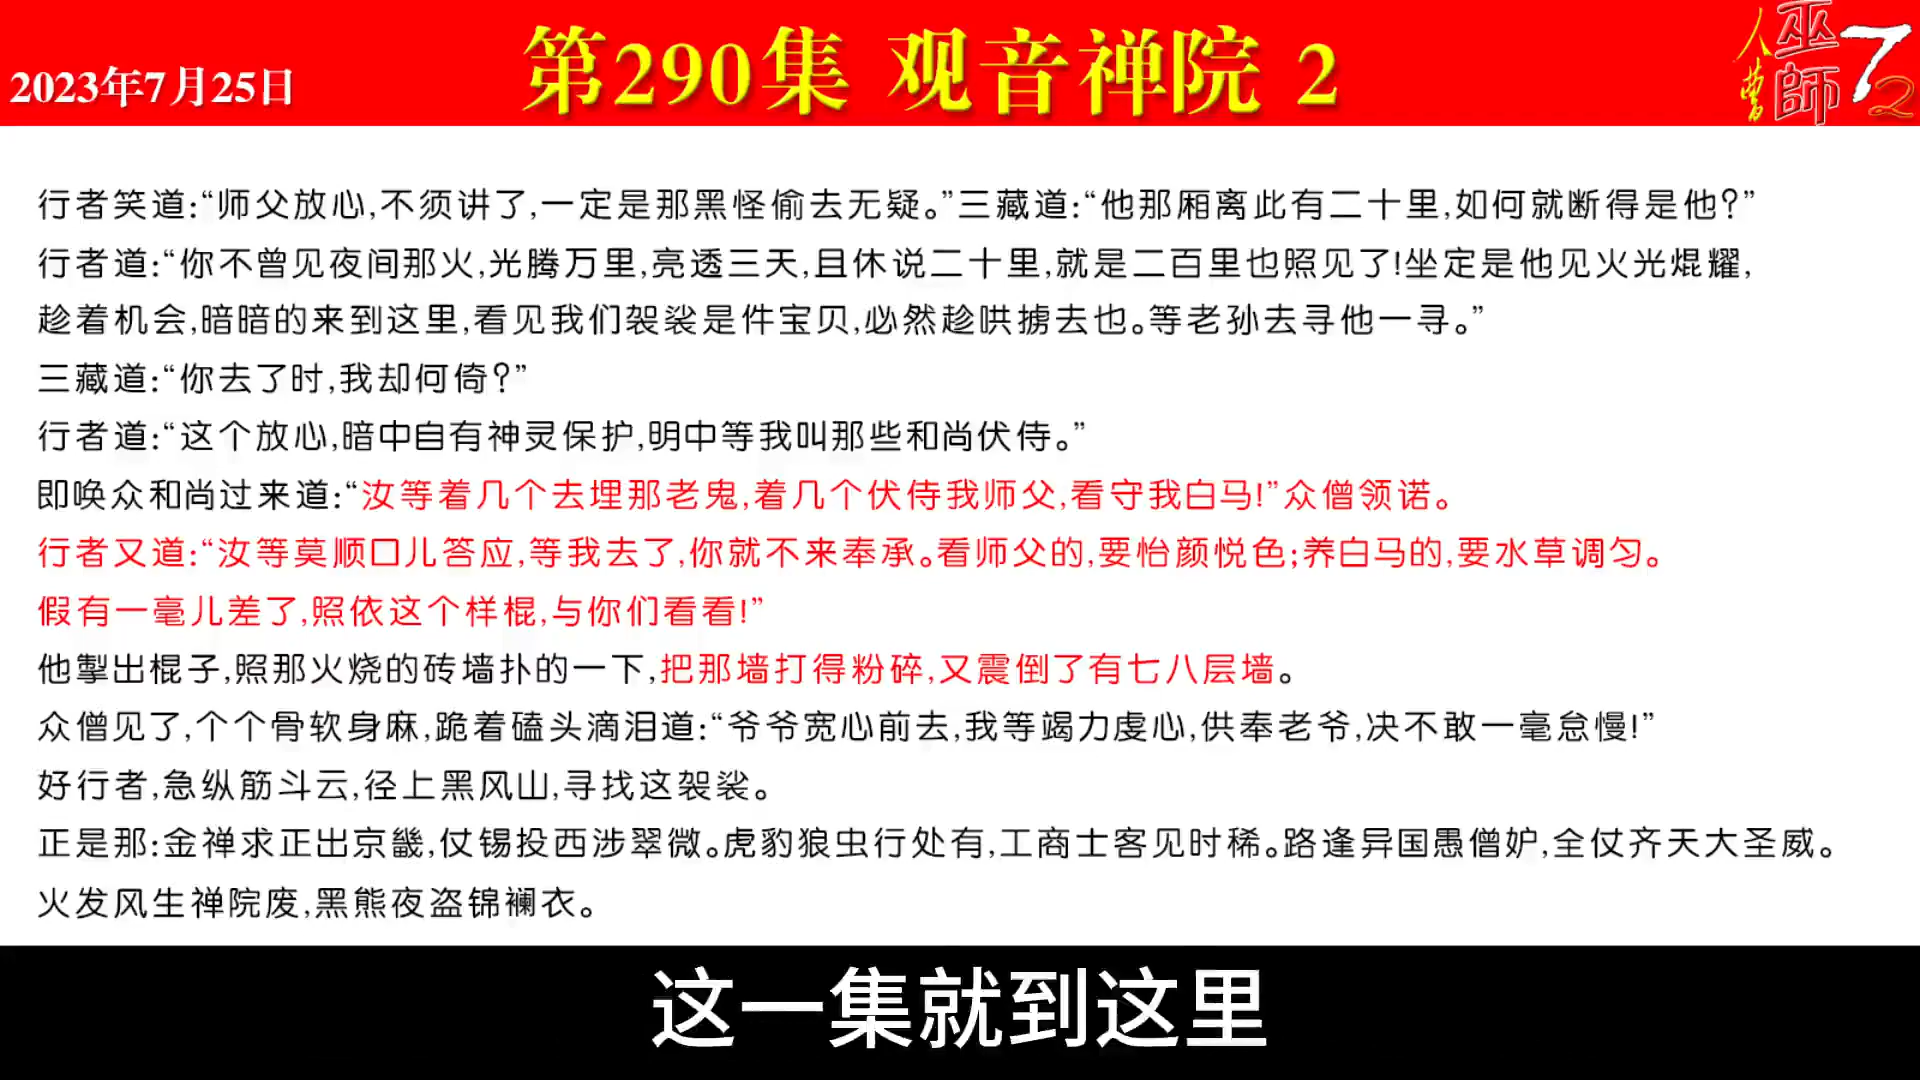 2023年7月25日
第290集 观音禅院 2
人曹
巫師
72
行者笑道:“师父放心,不须讲了,一定是那黑怪偷去无疑。”三藏道:“他那厢离此有二十里,如何就断得是他?”
行者道:“你不曾见夜间那火,光腾万里,亮透三天,且休说二十里,就是二百里也照见了!坐定是他见火光焜耀,
趁着机会,暗暗的来到这里,看见我们袈裟是件宝贝,必然趁哄掳去也。等老孙去寻他一寻。”
三藏道:“你去了时,我却何倚?”
行者道:“这个放心,暗中自有神灵保护,明中等我叫那些和尚伏侍。”
即唤众和尚过来道:“汝等着几个去埋那老鬼,着几个伏侍我师父,看守我白马!”众僧领诺。
行者又道:“汝等莫顺口儿答应,等我去了,你就不来奉承。看师父的,要怡颜悦色;养白马的,要水草调匀。
假有一毫儿差了,照依这个样棍,与你们看看!”
他掣出棍子,照那火烧的砖墙扑的一下,把那墙打得粉碎,又震倒了有七八层墙。
众僧见了,个个骨软身麻,跪着磕头滴泪道:“爷爷宽心前去,我等竭力虔心,供奉老爷,决不敢一毫怠慢!”
好行者,急纵筋斗云,径上黑风山,寻找这袈裟。
正是那:金禅求正出京畿,仗锡投西涉翠微。虎豹狼虫行处有,工商士客见时稀。路逢异国愚僧妒,全仗齐天大圣威。
火发风生禅院废,黑熊夜盗锦襕衣。
这一集就到这里